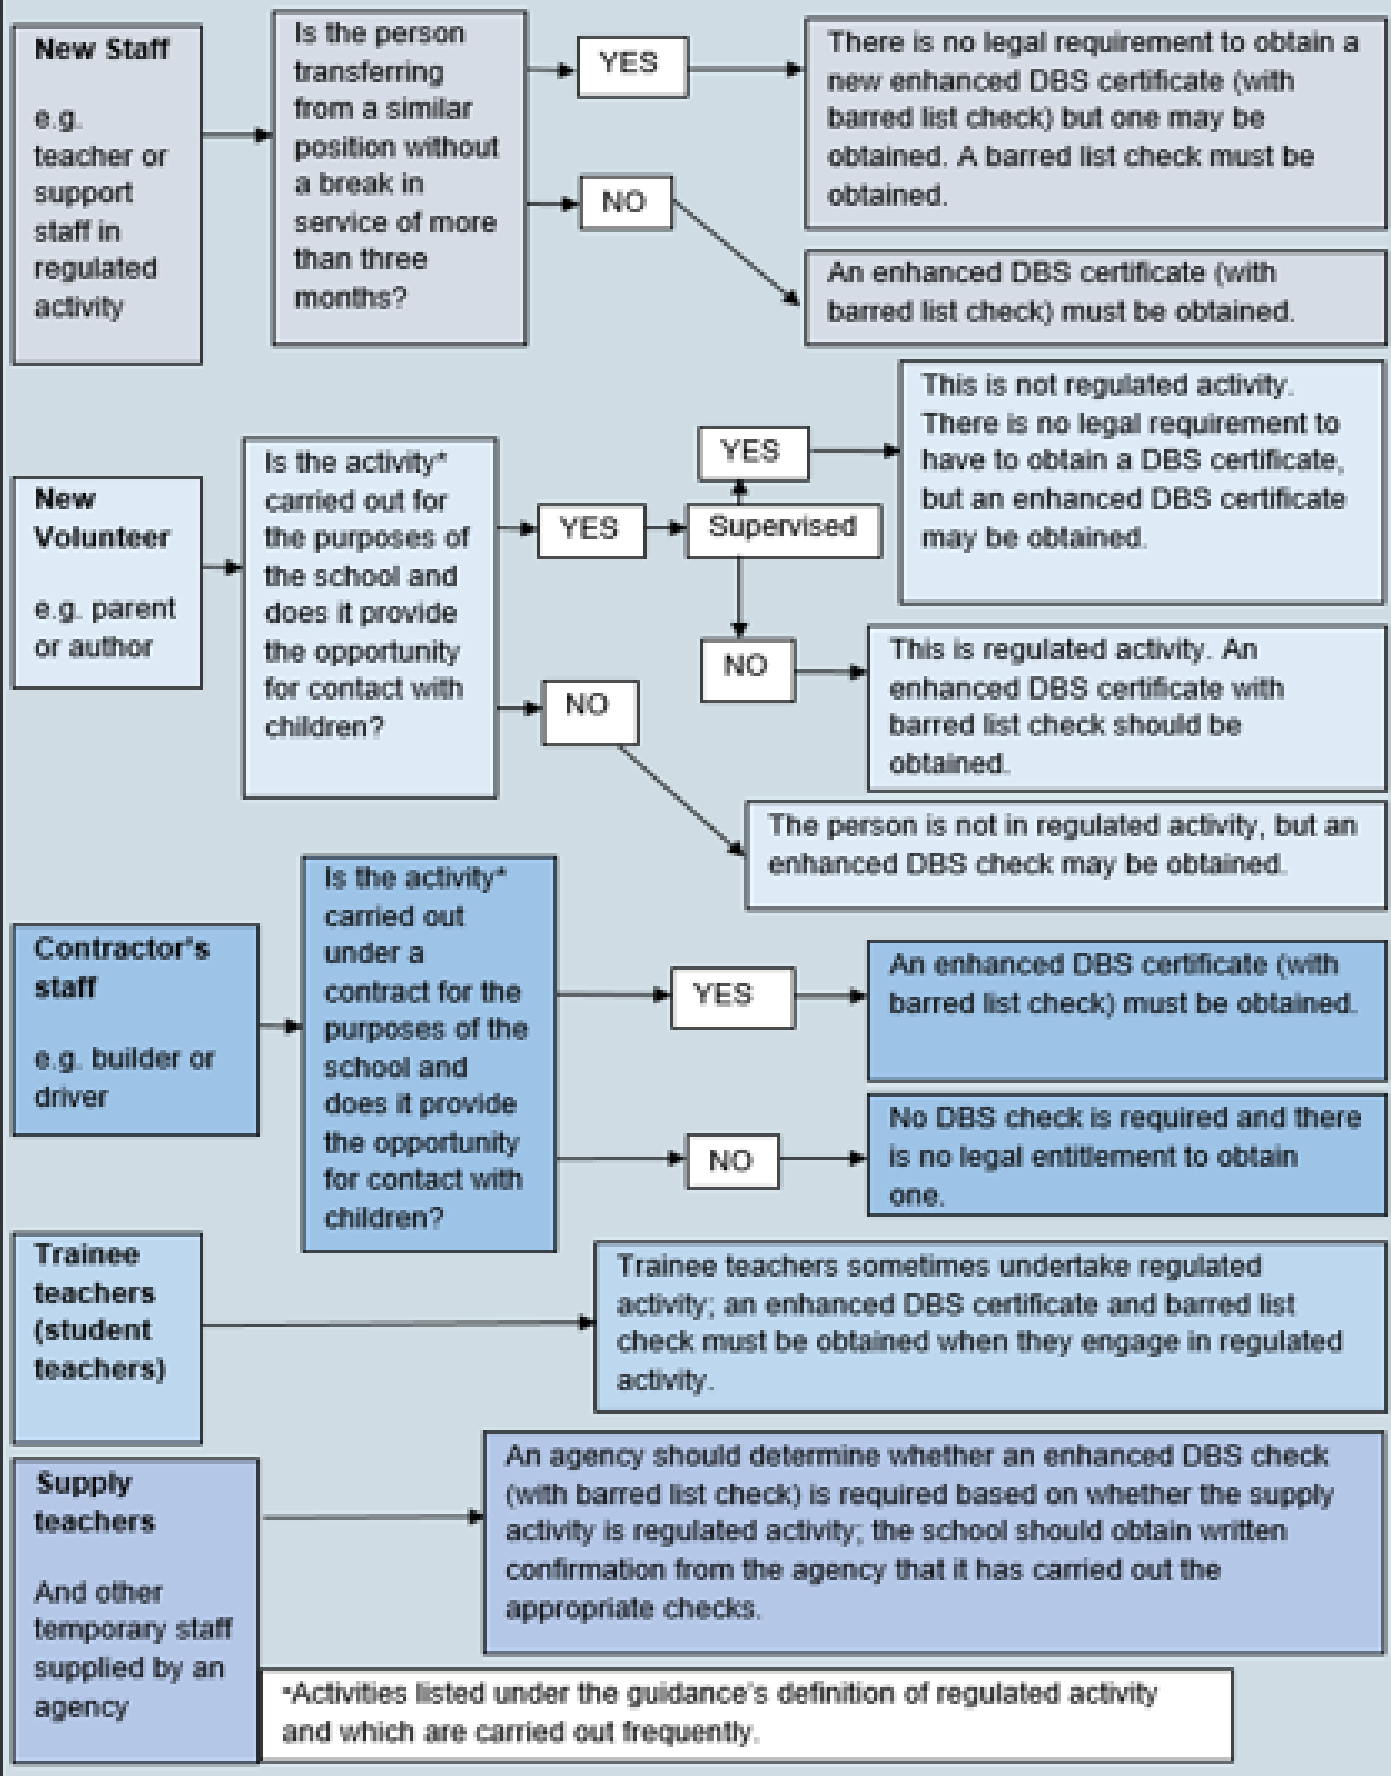 New Staff
e.g.
teacher or
support
staff in
regulated
activity
Is the person
transferring
from a similar
position without
a break in
service of more
than three
months?
YES
There is no legal requirement to obtain a
new enhanced DBS certificate (with
barred list check) but one may be
obtained. A barred list check must be
obtained.
NO
An enhanced DBS certificate (with
barred list check) must be obtained.
New
Volunteer
e.g. parent
or author
Is the activity*
carried out for
the purposes of
the school and
does it provide
the opportunity
for contact with
children?
YES
Supervised
YES
This is not regulated activity.
There is no legal requirement to
have to obtain a DBS certificate,
but an enhanced DBS certificate
may be obtained.
NO
This is regulated activity. An
enhanced DBS certificate with
barred list check should be
obtained.
NO
The person is not in regulated activity, but an
enhanced DBS check may be obtained.
Contractor's
staff
e.g. builder or
driver
Is the activity*
carried out
under a
contract for the
purposes of the
school and
does it provide
the opportunity
for contact with
children?
YES
An enhanced DBS certificate (with
barred list check) must be obtained.
NO
No DBS check is required and there
is no legal entitlement to obtain
one.
Trainee
teachers
(student
teachers)
Trainee teachers sometimes undertake regulated
activity; an enhanced DBS certificate and barred list
check must be obtained when they engage in regulated
activity.
Supply
teachers
And other
temporary staff
supplied by an
agency
An agency should determine whether an enhanced DBS check
(with barred list check) is required based on whether the supply
activity is regulated activity; the school should obtain written
confirmation from the agency that it has carried out the
appropriate checks.
*Activities listed under the guidance's definition of regulated activity
and which are carried out frequently.